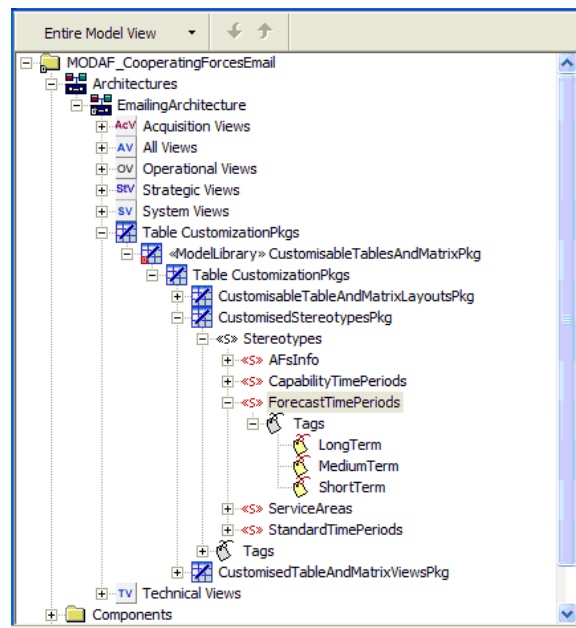 Entire Model View
MODAF_CooperatingForcesEmail
Architectures
EmailingArchitecture
AcV Acquisition Views
AV All Views
OV Operational Views
StV Strategic Views
SV System Views
Table CustomizationPkgs
«ModelLibrary» CustomisableTablesAndMatrixPkg
Table CustomizationPkgs
CustomisableTableAndMatrixLayoutsPkg
CustomisedStereotypesPkg
«S» Stereotypes
«S» AFsInfo
«S» CapabilityTimePeriods
«S» ForecastTimePeriods
Tags
LongTerm
MediumTerm
ShortTerm
«S» ServiceAreas
«S» StandardTimePeriods
Tags
CustomisedTableAndMatrixViewsPkg
TV Technical Views
Components